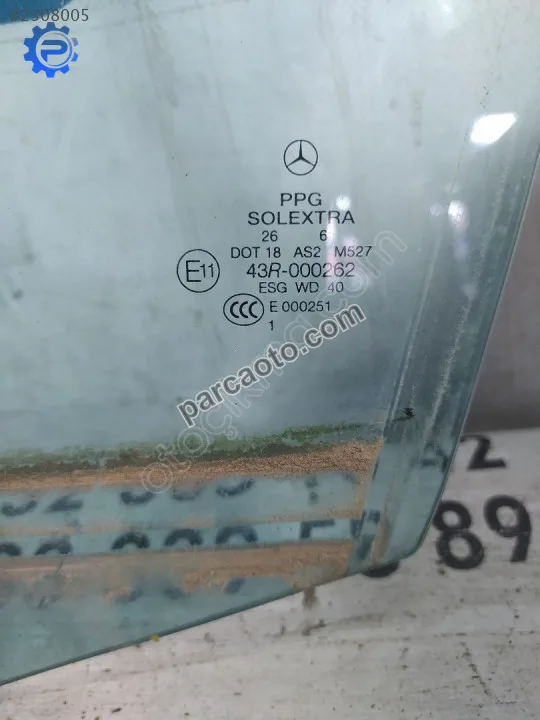 PPG
SOLEXTRA
26 6
DOT 18 AS2 M527
E11 43R-000262
ESG WD 40
CCC E 000251
1
parcaoto.com
89